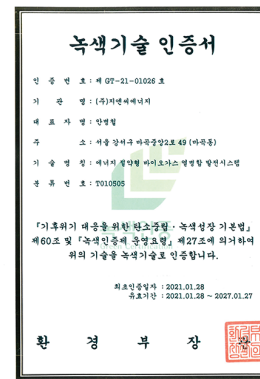 녹색기술 인증서
인 증 번 호 : 제 GT-21-01026 호
기 관 명 : (주)지엔씨에너지
대 표 자 명 : 안병철
주 소 : 서울 강서구 마곡중앙2로 49 (마곡동)
기 술 명 칭 : 에너지 절약형 바이오가스 열병합 발전시스템
분 류 번 호 : T010505
『기후위기 대응을 위한 탄소중립ㆍ녹색성장 기본법』
제60조 및 『녹색인증제 운영요령』 제27조에 의거하여
위의 기술을 녹색기술로 인증합니다.
최초인증일자 : 2021.01.28
유효기간 : 2021.01.28 ~ 2027.01.27
환 경 부 장 관